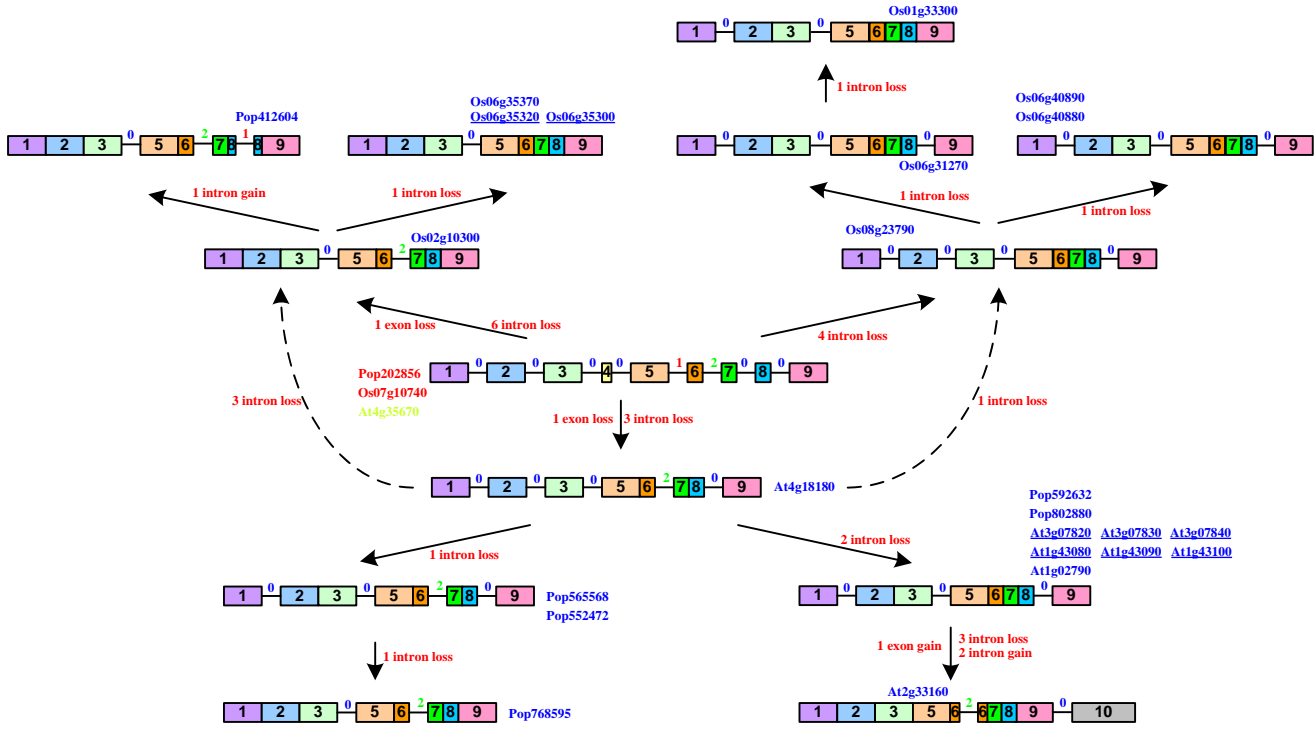 Os01g33300
1 0 2 3 0 5 6 7 8 9
1 intron loss
Pop412604
1 2 3 0 5 6 2 7 8 1 8 9
Os06g35370
Os06g35320 Os06g35300
1 2 3 0 5 6 7 8 9
1 0 2 3 0 5 6 7 8 0 9
Os06g31270
Os06g40890
Os06g40880
1 0 2 3 0 5 6 7 8 0 9
1 intron gain
1 intron loss
1 intron loss
1 intron loss
Os02g10300
1 2 3 0 5 6 2 7 8 9
Os08g23790
1 0 2 0 3 0 5 6 7 8 0 9
1 exon loss
6 intron loss
4 intron loss
1 0 2 0 3 0 4 0 5 1 6 2 7 0 8 0 9
Pop202856
Os07g10740
At4g35670
3 intron loss
1 exon loss
3 intron loss
1 intron loss
1 0 2 0 3 0 5 6 2 7 8 0 9
At4g18180
1 intron loss
2 intron loss
Pop592632
Pop802880
At3g07820 At3g07830 At3g07840
At1g43080 At1g43090 At1g43100
At1g02790
1 0 2 3 0 5 6 2 7 8 0 9
Pop565568
Pop552472
1 0 2 3 0 5 6 7 8 0 9
1 intron loss
1 exon gain
3 intron loss
2 intron gain
1 2 3 0 5 6 2 7 8 9
Pop768595
At2g33160
1 2 3 5 6 2 6 7 8 9 0 10